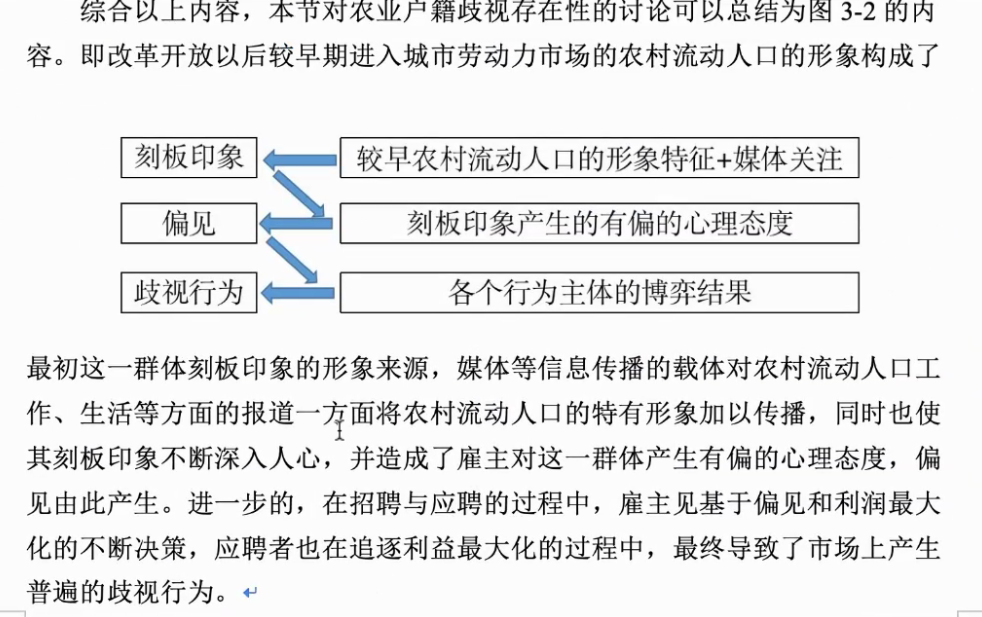 综合以上内容，本节对农业户籍歧视存在性的讨论可以总结为图 3-2 的内
容。即改革开放以后较早期进入城市劳动力市场的农村流动人口的形象构成了
刻板印象
较早农村流动人口的形象特征+媒体关注
偏见
刻板印象产生的有偏的心理态度
歧视行为
各个行为主体的博弈结果
最初这一群体刻板印象的形象来源，媒体等信息传播的载体对农村流动人口工
作、生活等方面的报道一方面将农村流动人口的特有形象加以传播，同时也使
其刻板印象不断深入人心，并造成了雇主对这一群体产生有偏的心理态度，偏
见由此产生。进一步的，在招聘与应聘的过程中，雇主见基于偏见和利润最大
化的不断决策，应聘者也在追逐利益最大化的过程中，最终导致了市场上产生
普遍的歧视行为。